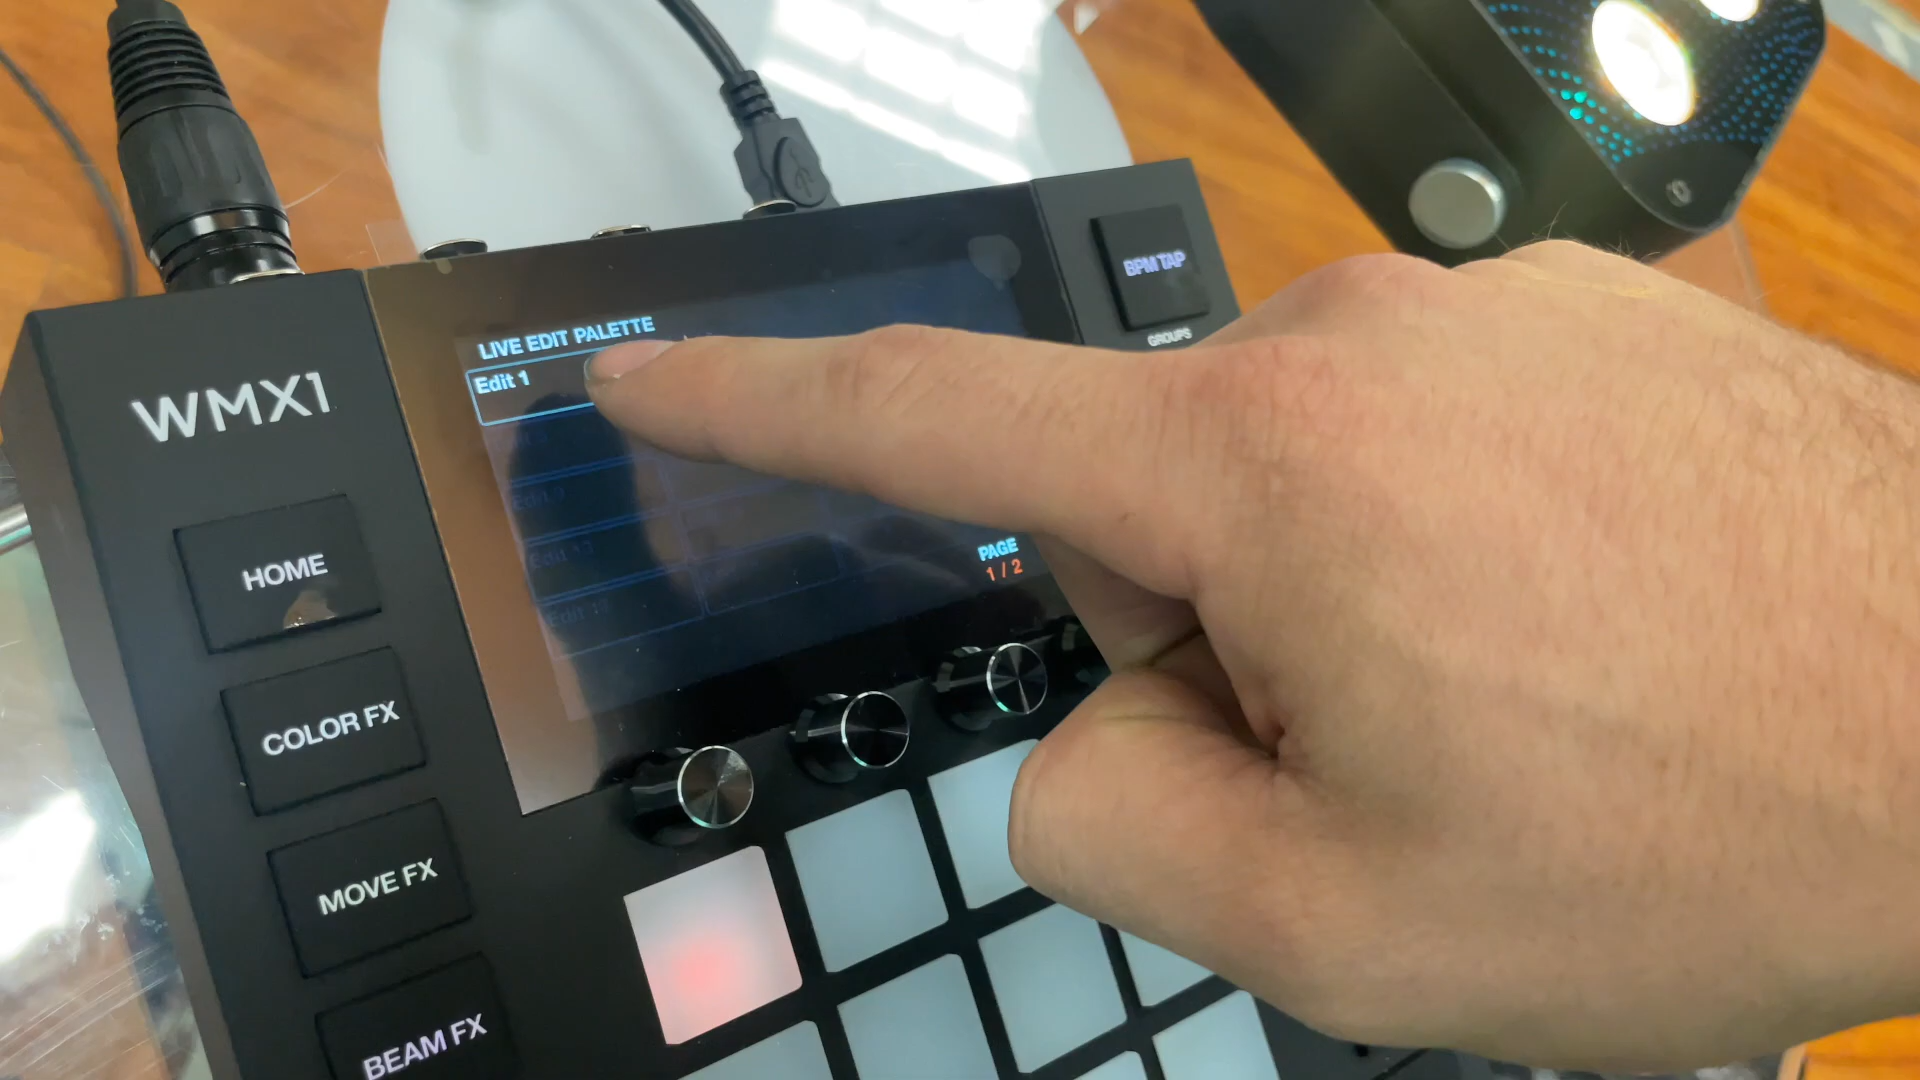 BPM TAP
GROUPS
LIVE EDIT PALETTE
Edit 1
WMX1
PAGE
1 / 2
HOME
COLOR FX
MOVE FX
BEAM FX